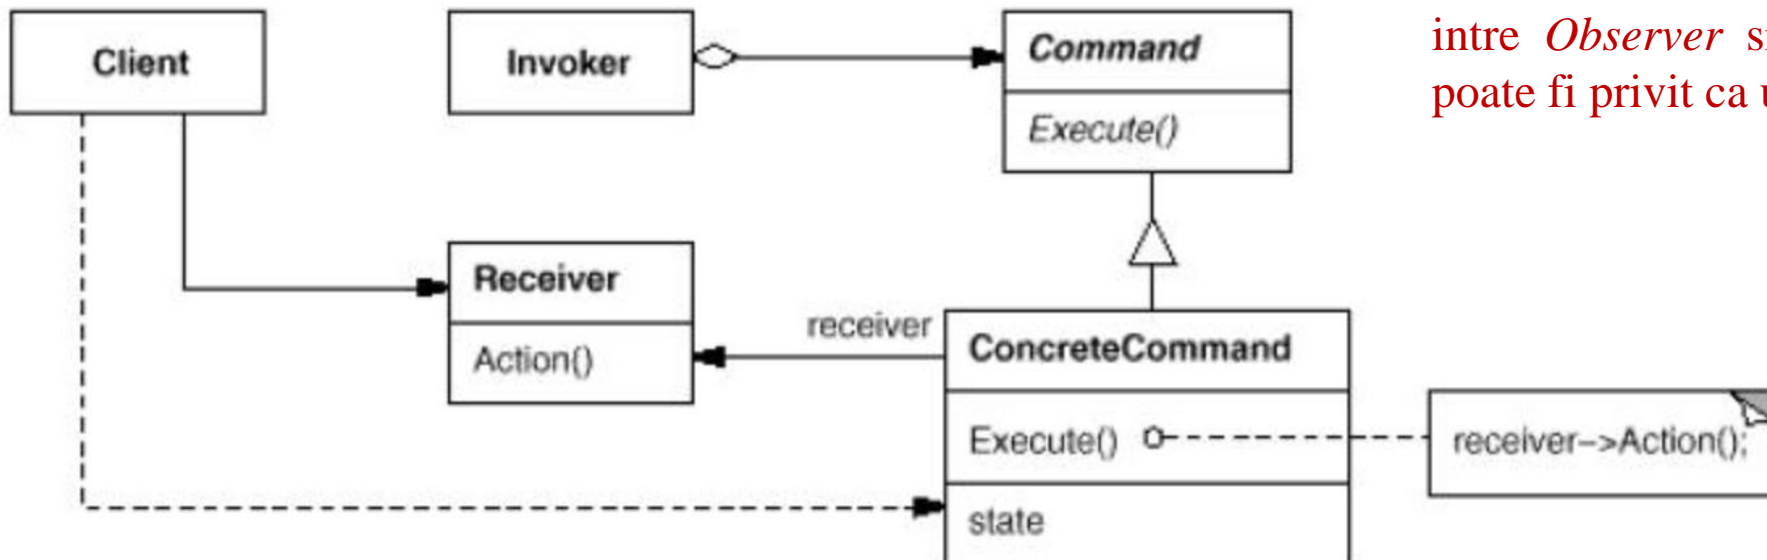 Client
Invoker
Command
Execute()
intre Observer
poate fi privit ca
Receiver
Action()
receiver
ConcreteCommand
Execute()
state
receiver->Action();